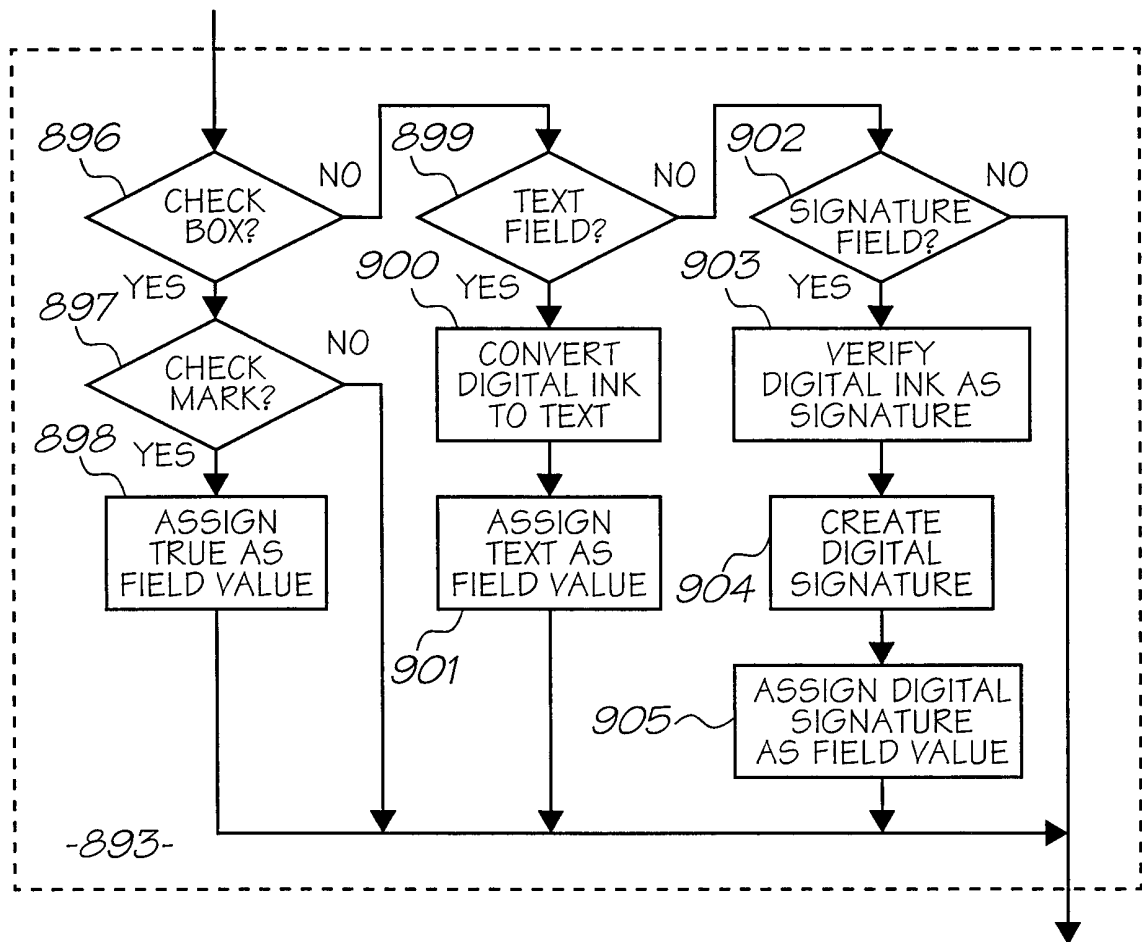 896
CHECK
BOX?
NO
YES
897
CHECK
MARK?
NO
YES
898
ASSIGN
TRUE AS
FIELD VALUE
899
TEXT
FIELD?
NO
YES
900
CONVERT
DIGITAL INK
TO TEXT
ASSIGN
TEXT AS
FIELD VALUE
901
902
SIGNATURE
FIELD?
NO
YES
903
VERIFY
DIGITAL INK AS
SIGNATURE
CREATE
DIGITAL
SIGNATURE
904
905
ASSIGN DIGITAL
SIGNATURE
AS FIELD VALUE
-893-